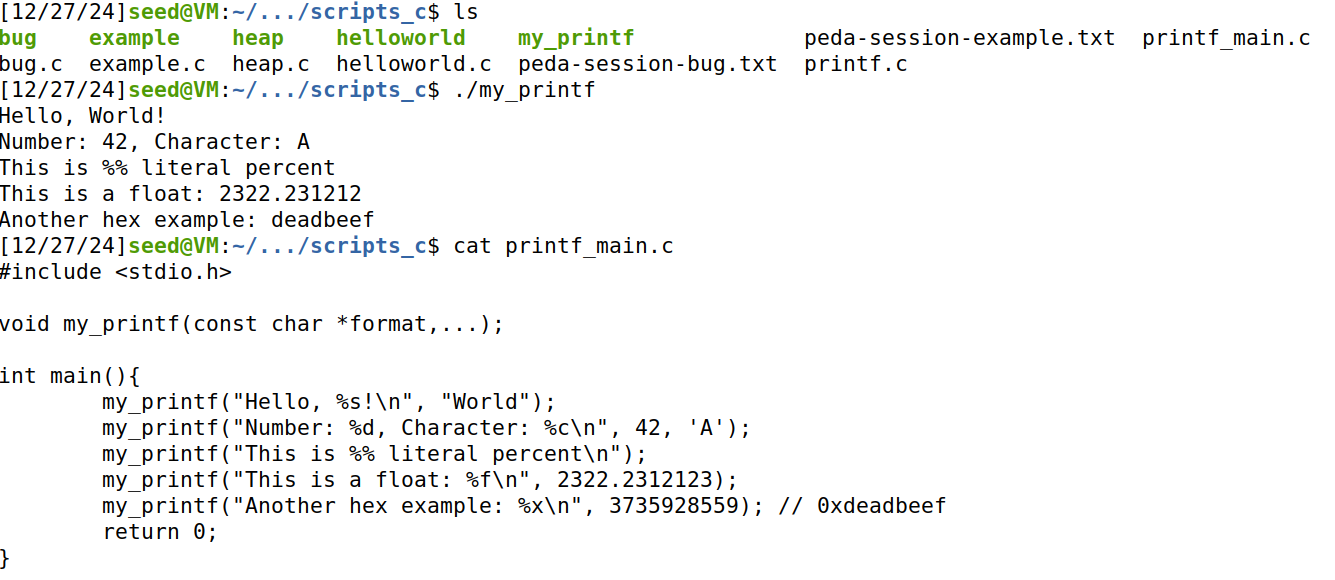 [12/27/24]seed@VM:~/.../scripts_c$ ls
bug    example    heap    helloworld    my_printf             peda-session-example.txt  printf_main.c
bug.c  example.c  heap.c  helloworld.c  peda-session-bug.txt  printf.c
[12/27/24]seed@VM:~/.../scripts_c$ ./my_printf
Hello, World!
Number: 42, Character: A
This is %% literal percent
This is a float: 2322.231212
Another hex example: deadbeef
[12/27/24]seed@VM:~/.../scripts_c$ cat printf_main.c
#include <stdio.h>

void my_printf(const char *format,...);

int main(){
        my_printf("Hello, %s!\n", "World");
        my_printf("Number: %d, Character: %c\n", 42, 'A');
        my_printf("This is %% literal percent\n");
        my_printf("This is a float: %f\n", 2322.2312123);
        my_printf("Another hex example: %x\n", 3735928559); // 0xdeadbeef
        return 0;
}